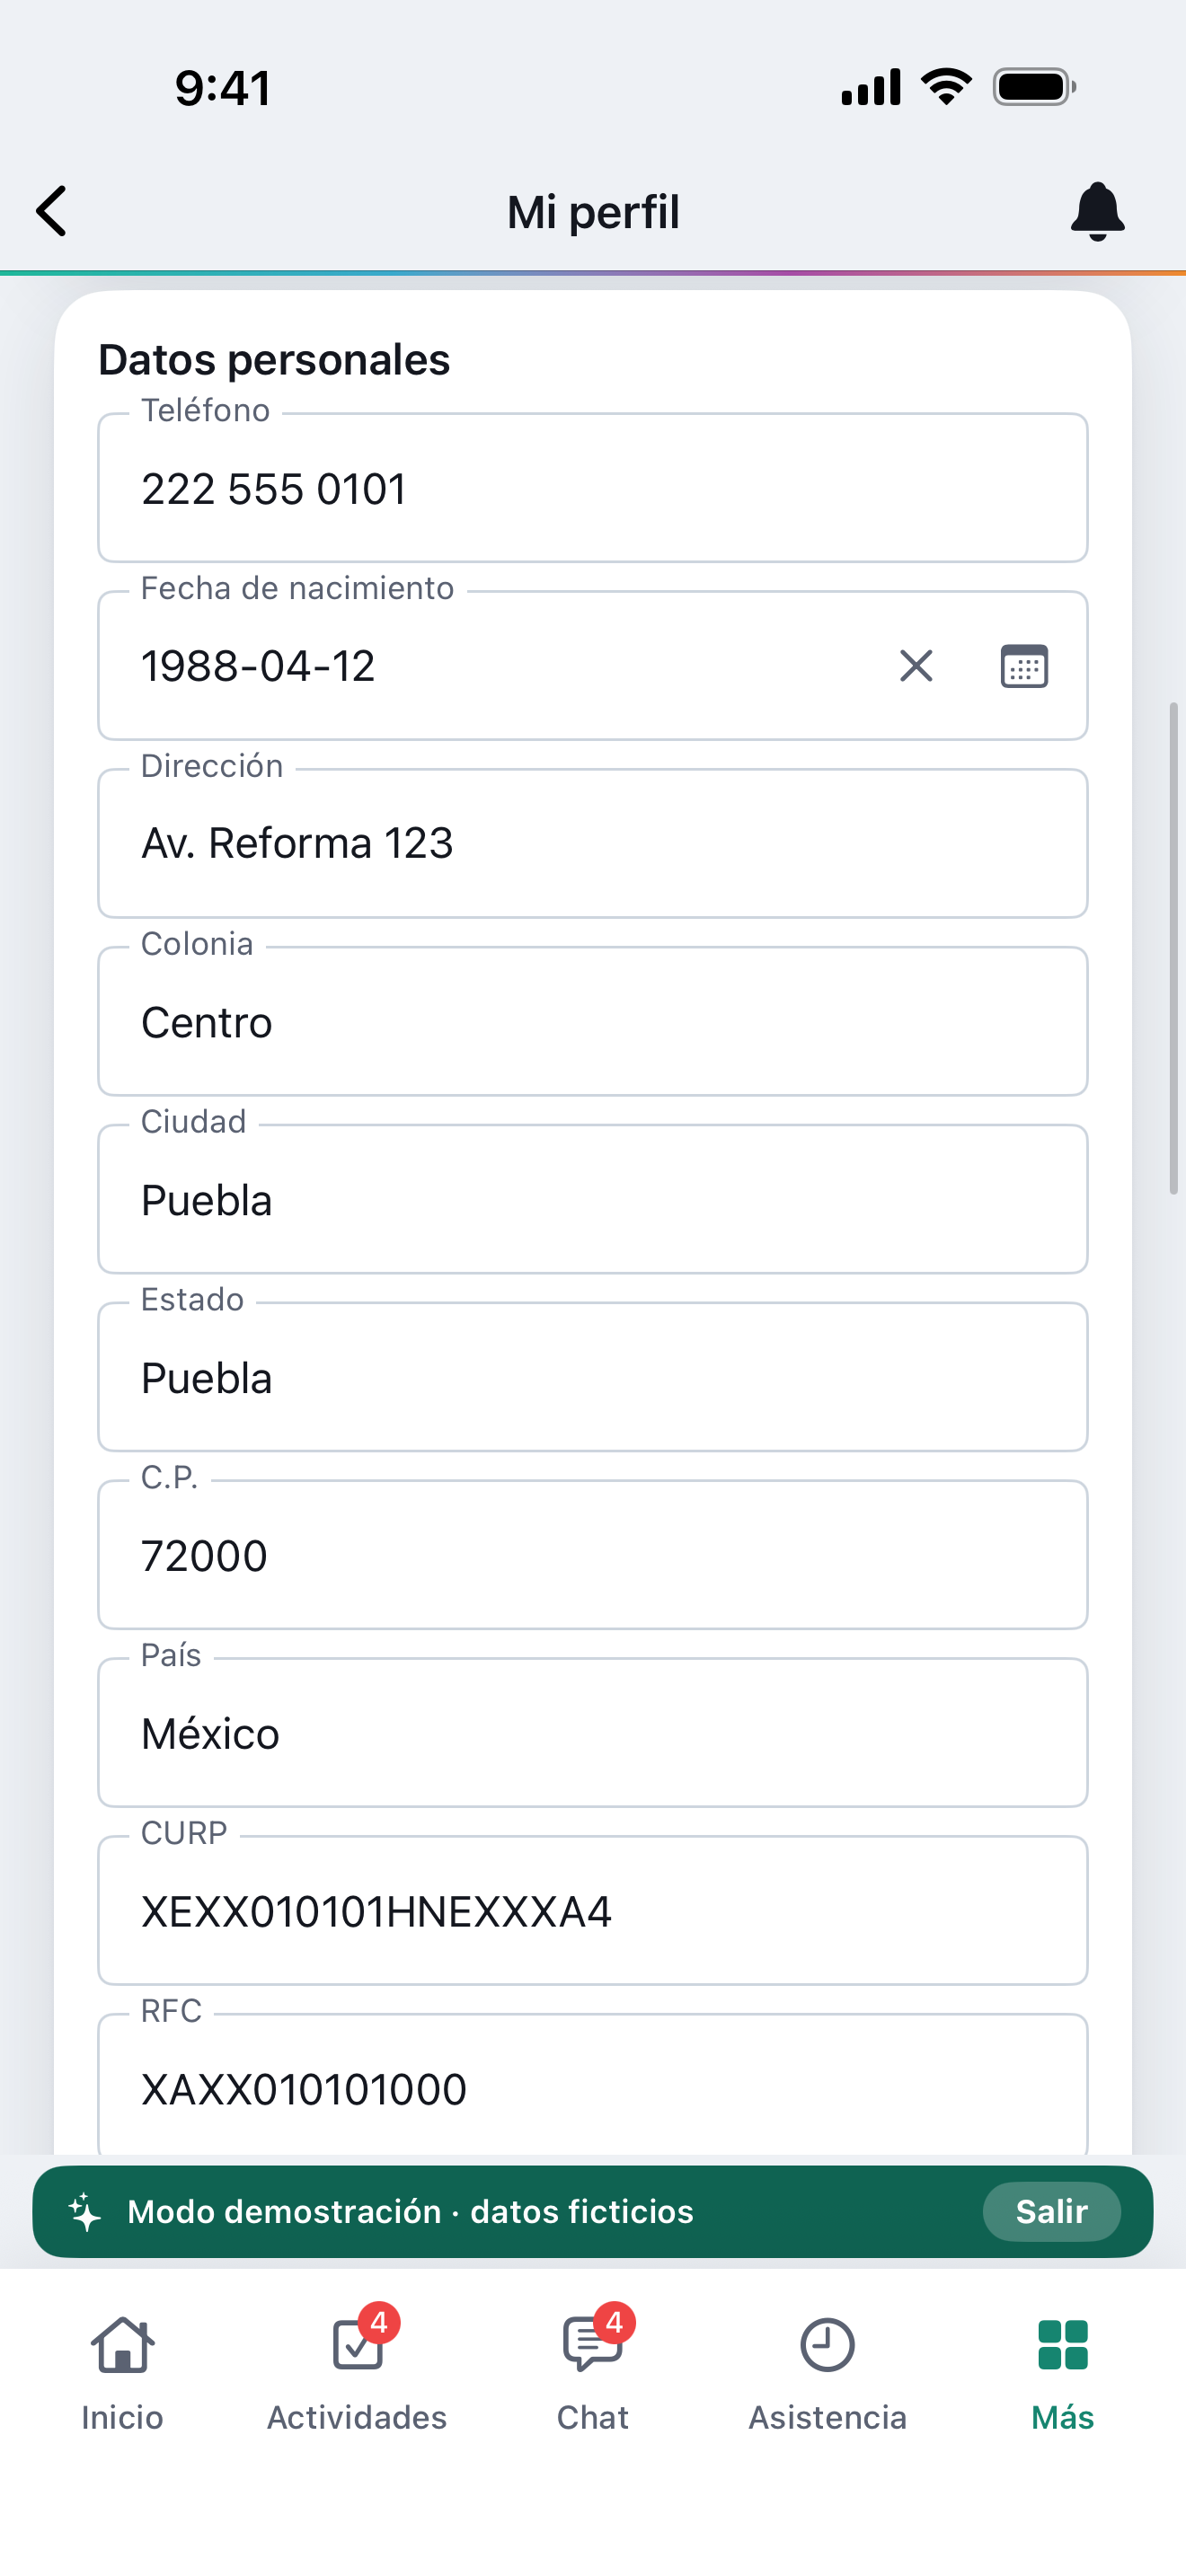 9:41
Mi perfil
Datos personales
Teléfono
222 555 0101
Fecha de nacimiento
1988-04-12
Dirección
Av. Reforma 123
Colonia
Centro
Ciudad
Puebla
Estado
Puebla
C.P.
72000
País
México
CURP
XEXX010101HNEXXXA4
RFC
XAXX010101000
Modo demostración · datos ficticios
Salir
4
4
Inicio
Actividades
Chat
Asistencia
Más